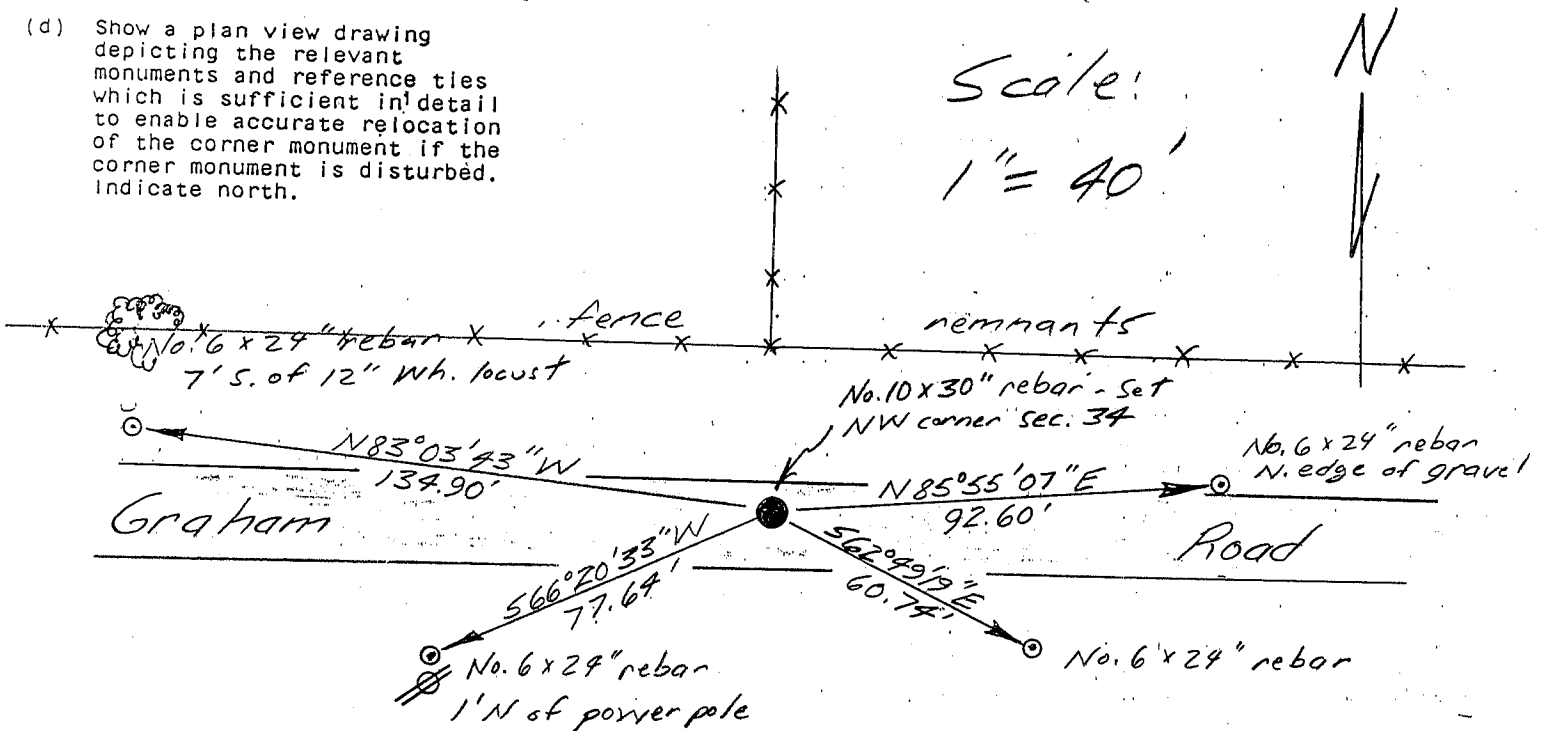 (d) Show a plan view drawing
depicting the relevant
monuments and reference ties
which is sufficient in detail
to enable accurate relocation
of the corner monument if the
corner monument is disturbed.
Indicate north.
Scale:
1" = 40'
N
fence
remnants
No. 6 x 24" rebar
7' S. of 12" Wh. locust
No. 10 x 30" rebar - Set
NW corner sec. 34
N83°03'43"W
134.90'
N85°55'07"E
92.60'
No. 6 x 24" rebar
N. edge of gravel
Graham
Road
S66°20'33"W
77.64'
S62°49'19"E
60.74'
No. 6 x 24" rebar
1' N of power pole
No. 6 x 24" rebar